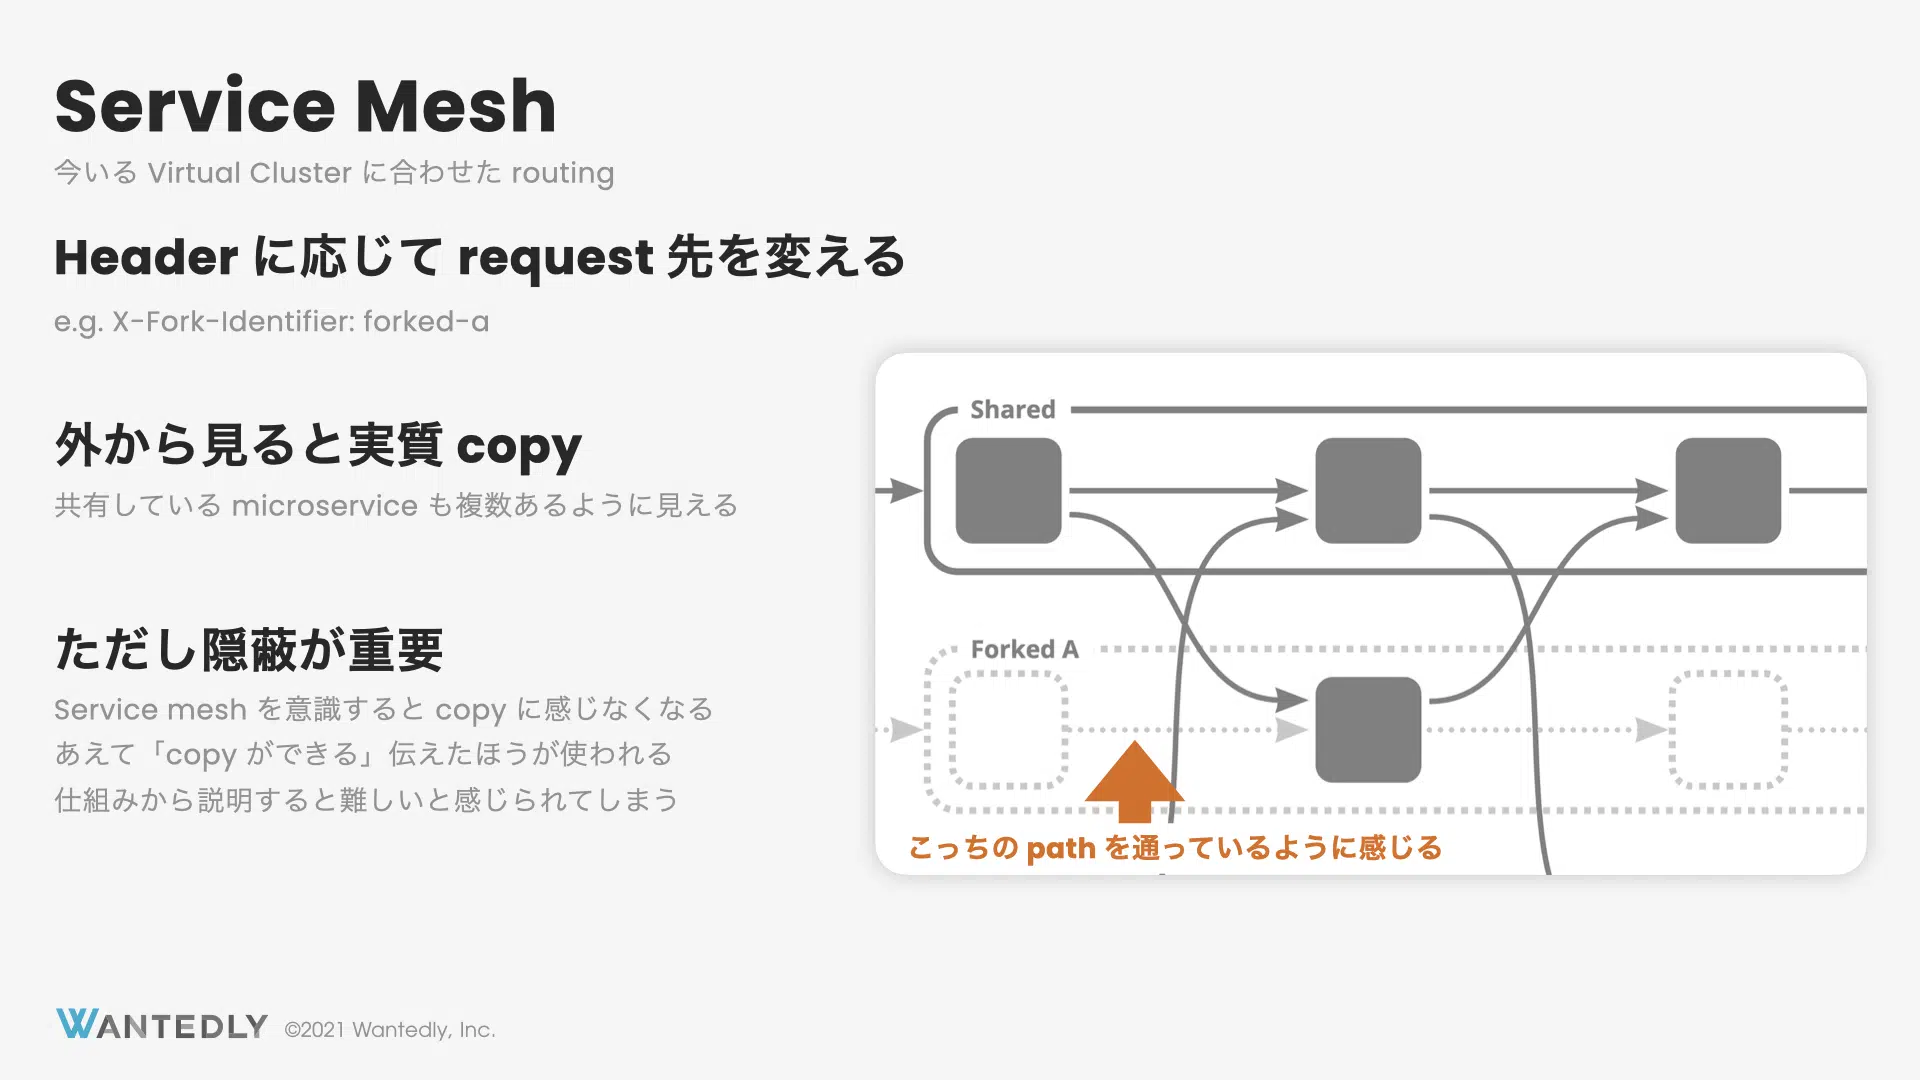 Service Mesh
今いる Virtual Cluster に合わせた routing
Header に応じて request 先を変える
e.g. X-Fork-Identifier: forked-a
外から見ると実質 copy
共有している microservice も複数あるように見える
ただし隠蔽が重要
Service mesh を意識すると copy に感じなくなる
あえて「copy ができる」伝えたほうが使われる
仕組みから説明すると難しいと感じられてしまう
Shared
Forked A
こっちの path を通っているように感じる
WANTEDLY ©2021 Wantedly, Inc.